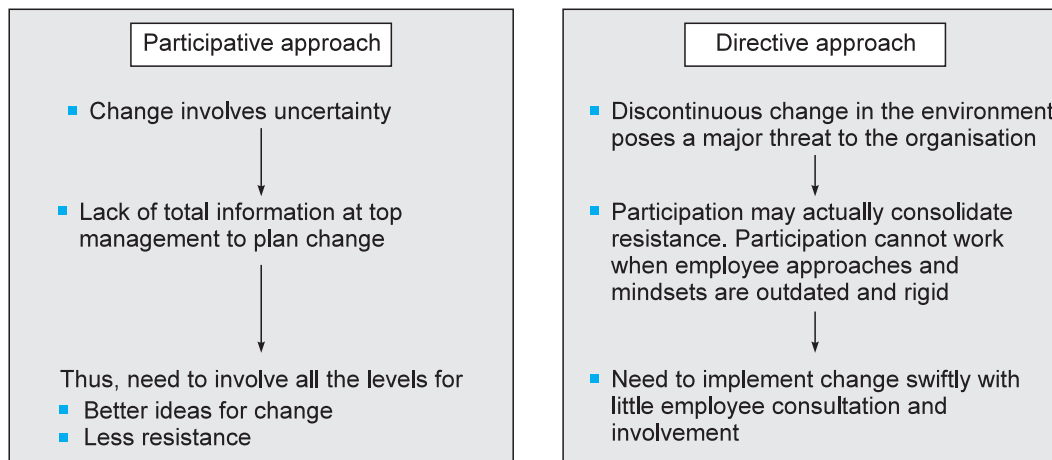 Participative approach
■ Change involves uncertainty
■ Lack of total information at top
management to plan change
Thus, need to involve all the levels for
■ Better ideas for change
■ Less resistance
Directive approach
■ Discontinuous change in the environment
poses a major threat to the organisation
■ Participation may actually consolidate
resistance. Participation cannot work
when employee approaches and
mindsets are outdated and rigid
■ Need to implement change swiftly with
little employee consultation and
involvement